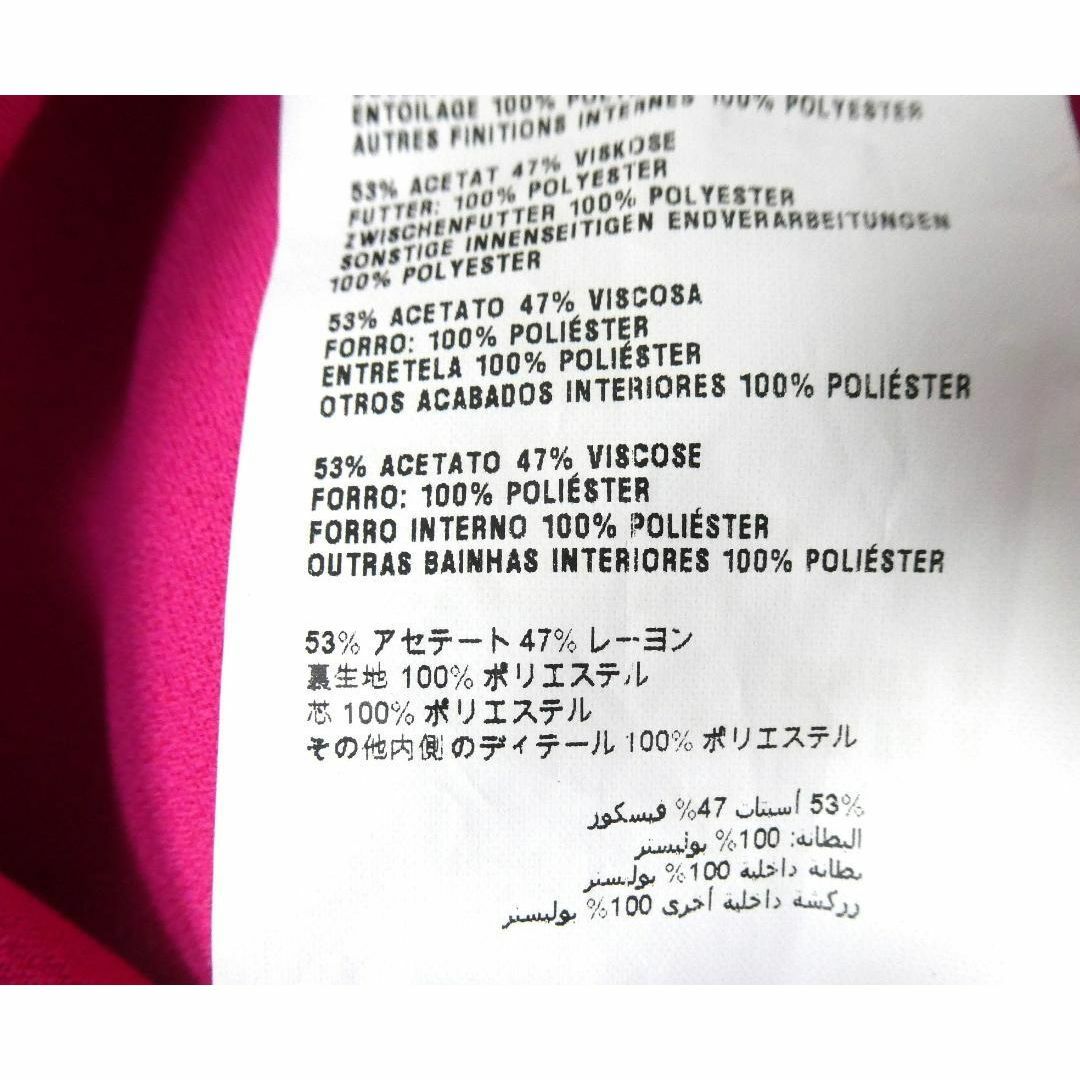 ENTOILAGE 100% POLYESTER
AUTRES FINITIONS INTERNES 100% POLYESTER
53% ACETAT 47% VISKOSE
FUTTER: 100% POLYESTER
ZWISCHENFUTTER 100% POLYESTER
SONSTIGE INNENSEITIGEN ENDVERARBEITUNGEN
100% POLYESTER
53% ACETATO 47% VISCOSA
FORRO: 100% POLIÉSTER
ENTRETELA 100% POLIÉSTER
OTROS ACABADOS INTERIORES 100% POLIÉSTER
53% ACETATO 47% VISCOSE
FORRO: 100% POLIÉSTER
FORRO INTERNO 100% POLIÉSTER
OUTRAS BAINHAS INTERIORES 100% POLIÉSTER
53% アセテート 47% レーヨン
裏生地 100% ポリエステル
芯 100% ポリエステル
その他内側のディテール 100% ポリエステル
53% أسيتات 47% فيسكوز
البطانة: 100% بوليستر
بطانة داخلية 100% بوليستر
زركشة داخلية أخرى 100% بوليستر